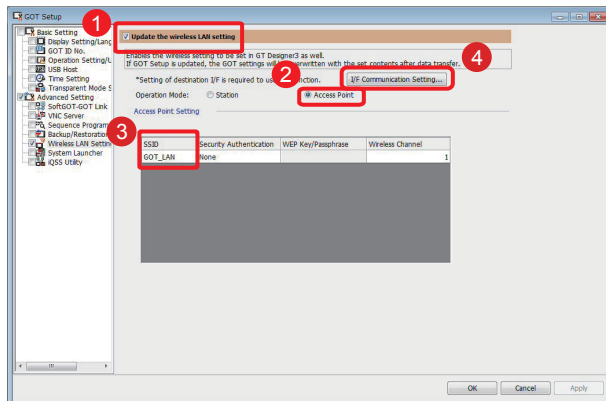 GOT Setup
1
Basic Setting
Display Setting/Lang
GOT ID No.
Operation Setting/L
USB Host
Time Setting
Transparent Mode S
Advanced Setting
SoftGOT-GOT Link
VNC Server
Sequence Program
Backup/Restoration
Wireless LAN Setting
System Launcher
QSS Utility
Update the wireless LAN setting
Enables the wireless setting to be set in GT Designer3 as well.
If GOT Setup is updated, the GOT settings will overwritten with the set contents after data transfer.
2
4
*Setting of destination I/F is required to use nction.
I/F Communication Setting...
Operation Mode:
Station
Access Point
Access Point Setting
3
SSID
Security Authentication
WEP Key/Passphrase
Wireless Channel
GOT_LAN
None
1
OK
Cancel
Apply